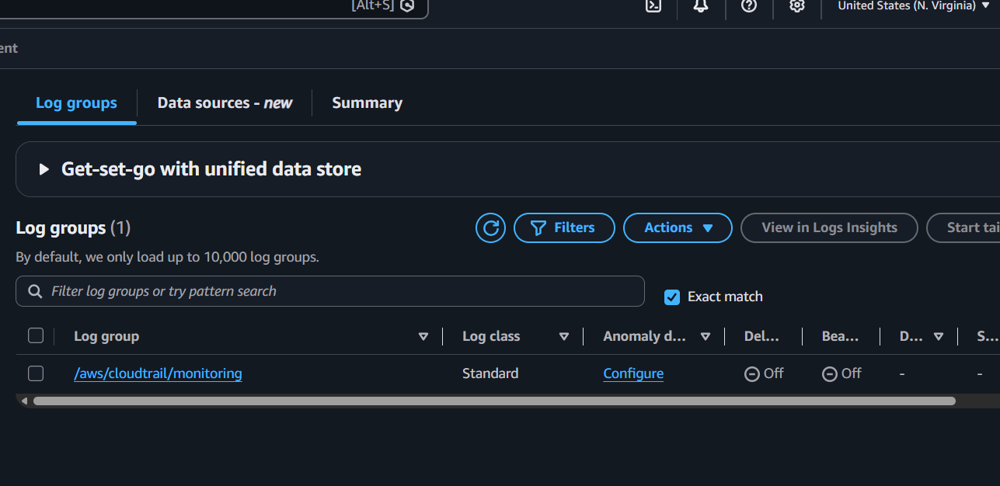 [Alt+S]
United States (N. Virginia)
ent
Log groups
Data sources - new
Summary
Get-set-go with unified data store
Log groups (1)
Filters
Actions
View in Logs Insights
Start tai
By default, we only load up to 10,000 log groups.
Filter log groups or try pattern search
Exact match
Log group
Log class
Anomaly d...
Del...
Bea...
D...
S...
/aws/cloudtrail/monitoring
Standard
Configure
Off
Off
-
-